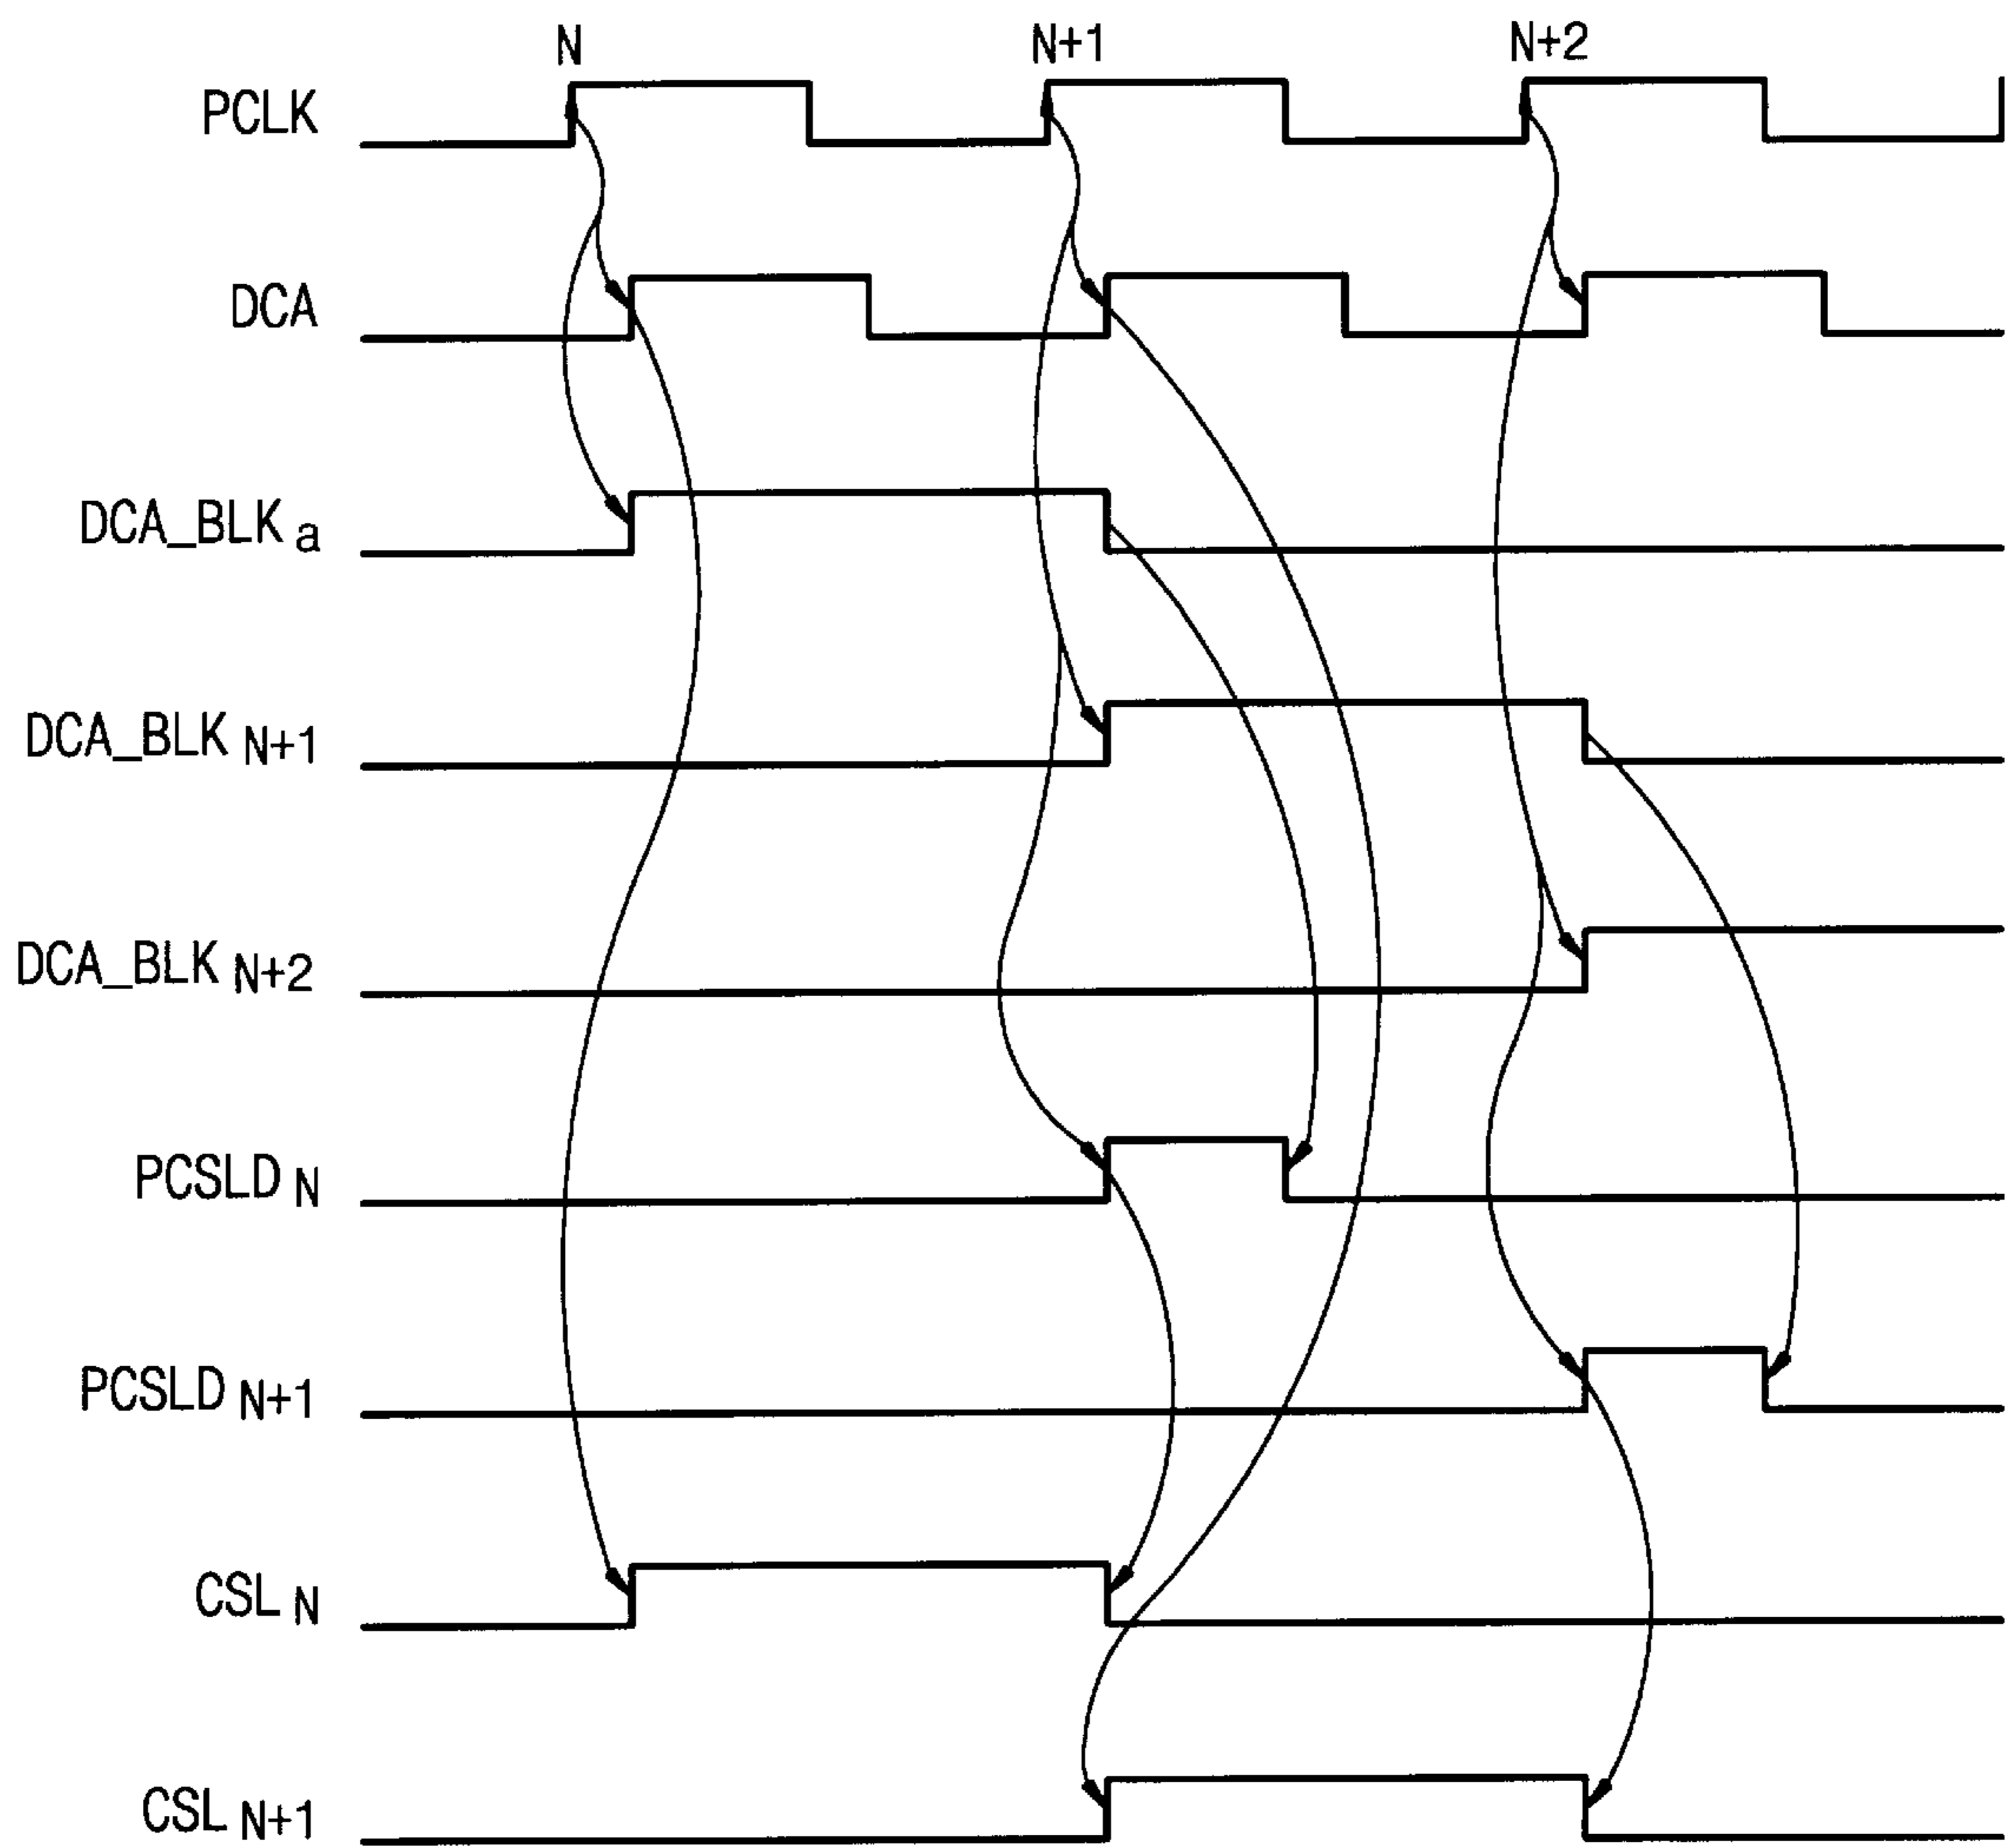 N N+1 N+2
PCLK
DCA
DCA_BLK a
DCA_BLK N+1
DCA_BLK N+2
PCSLD N
PCSLD N+1
CSL N
CSL N+1